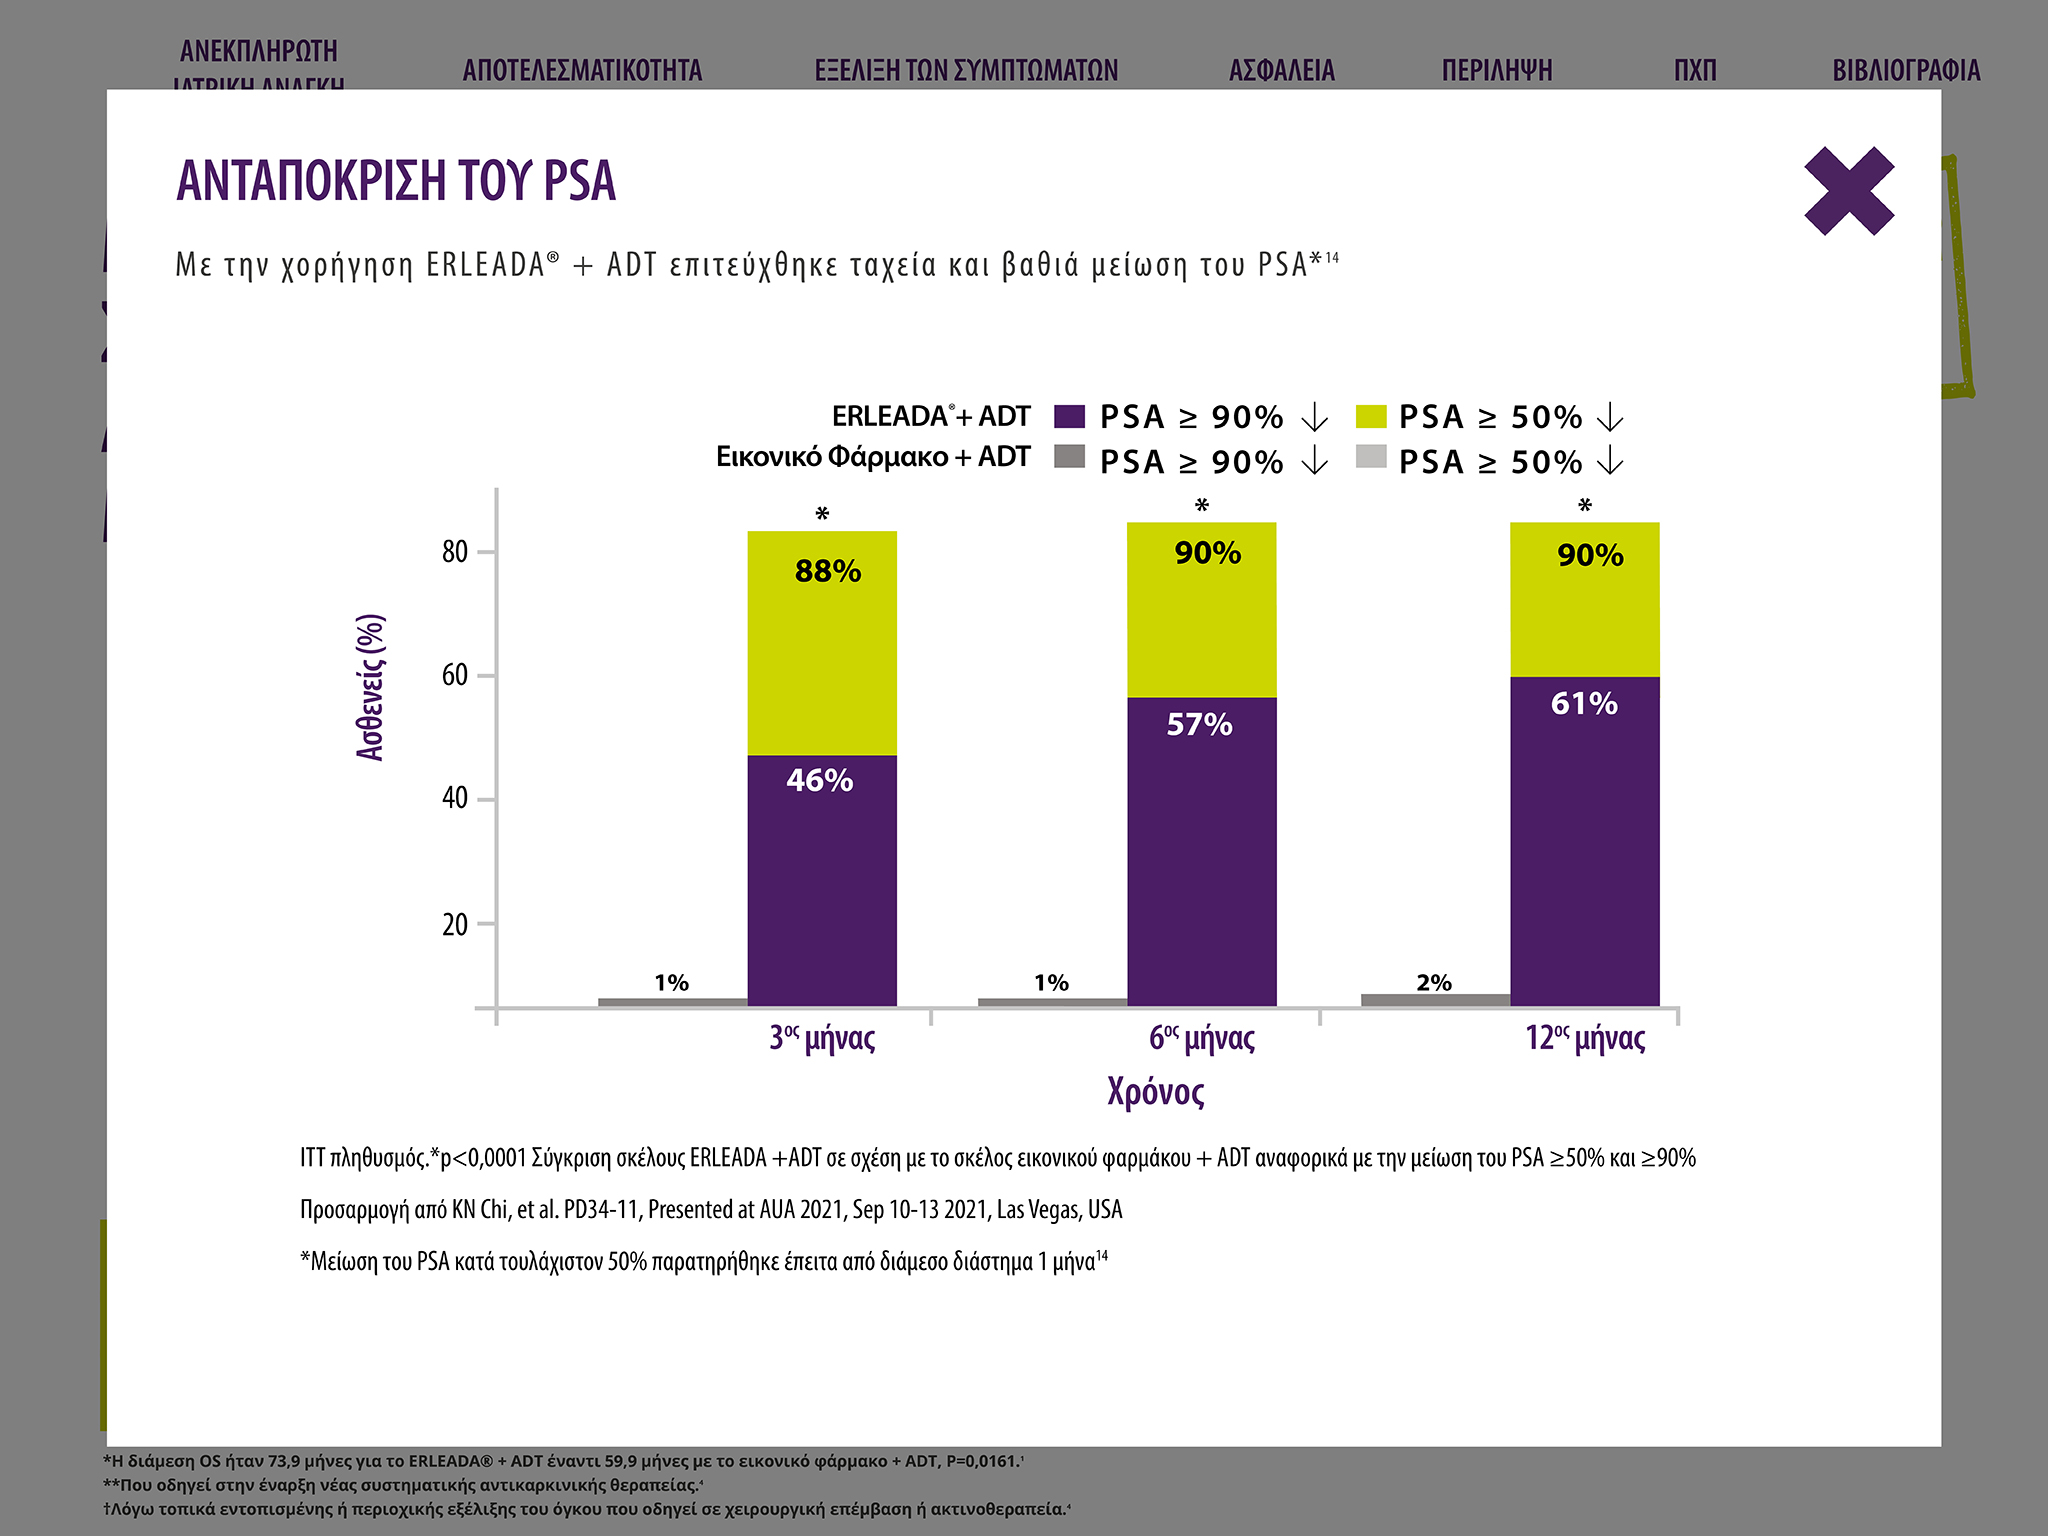 ΑΝΕΚΠΛΗΡΩΤΗ
ΙΑΤΡΙΚΗ ΑΝΑΓΚΗ
ΑΠΟΤΕΛΕΣΜΑΤΙΚΟΤΗΤΑ
ΕΞΕΛΙΞΗ ΤΩΝ ΣΥΜΠΤΩΜΑΤΩΝ
ΑΣΦΑΛΕΙΑ
ΠΕΡΙΛΗΨΗ
ΠΧΠ
ΒΙΒΛΙΟΓΡΑΦΙΑ
ΑΝΤΑΠΟΚΡΙΣΗ ΤΟΥ PSA
Με την χορήγηση ERLEADA® + ADT επιτεύχθηκε ταχεία και βαθιά μείωση του PSA*¹⁴
ERLEADA®+ ADT PSA ≥ 90% ↓ PSA ≥ 50% ↓
Εικονικό Φάρμακο + ADT PSA ≥ 90% ↓ PSA ≥ 50% ↓
* * *
80
60
40
20
Ασθενείς (%)
88%
46%
1%
90%
57%
1%
90%
61%
2%
3ος μήνας
6ος μήνας
12ος μήνας
Χρόνος
ITT πληθυσμός.*p<0,0001 Σύγκριση σκέλους ERLEADA +ADT σε σχέση με το σκέλος εικονικού φαρμάκου + ADT αναφορικά με την μείωση του PSA ≥50% και ≥90%
Προσαρμογή από KN Chi, et al. PD34-11, Presented at AUA 2021, Sep 10-13 2021, Las Vegas, USA
*Μείωση του PSA κατά τουλάχιστον 50% παρατηρήθηκε έπειτα από διάμεσο διάστημα 1 μήνα¹⁴
*Η διάμεση OS ήταν 73,9 μήνες για το ERLEADA® + ADT έναντι 59,9 μήνες με το εικονικό φάρμακο + ADT, P=0,0161.¹
**Που οδηγεί στην έναρξη νέας συστηματικής αντικαρκινικής θεραπείας.⁴
†Λόγω τοπικά εντοπισμένης ή περιοχικής εξέλιξης του όγκου που οδηγεί σε χειρουργική επέμβαση ή ακτινοθεραπεία.⁴